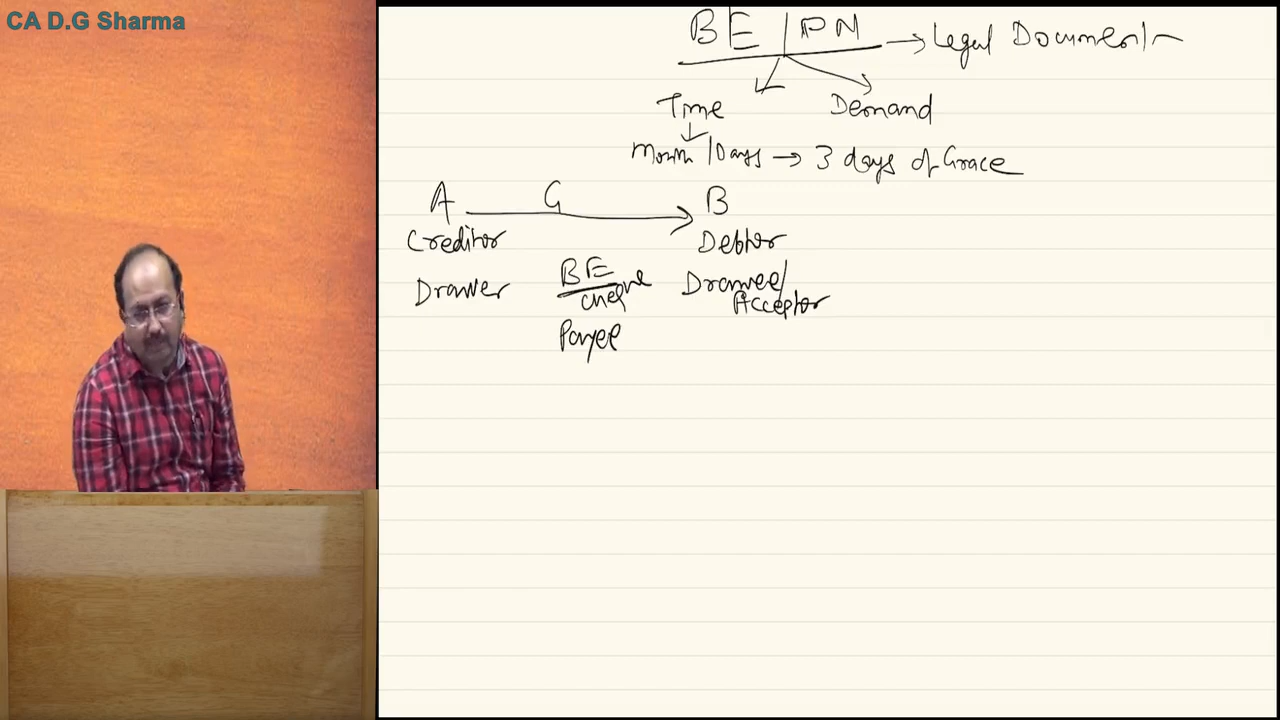 CA D.G Sharma
BE / PN → Legal Document
Time Demand
Month / Days → 3 days of Grace
A G B
Creditor Debtor
Drawer BE Drawee/
Cheque Acceptor
Payee